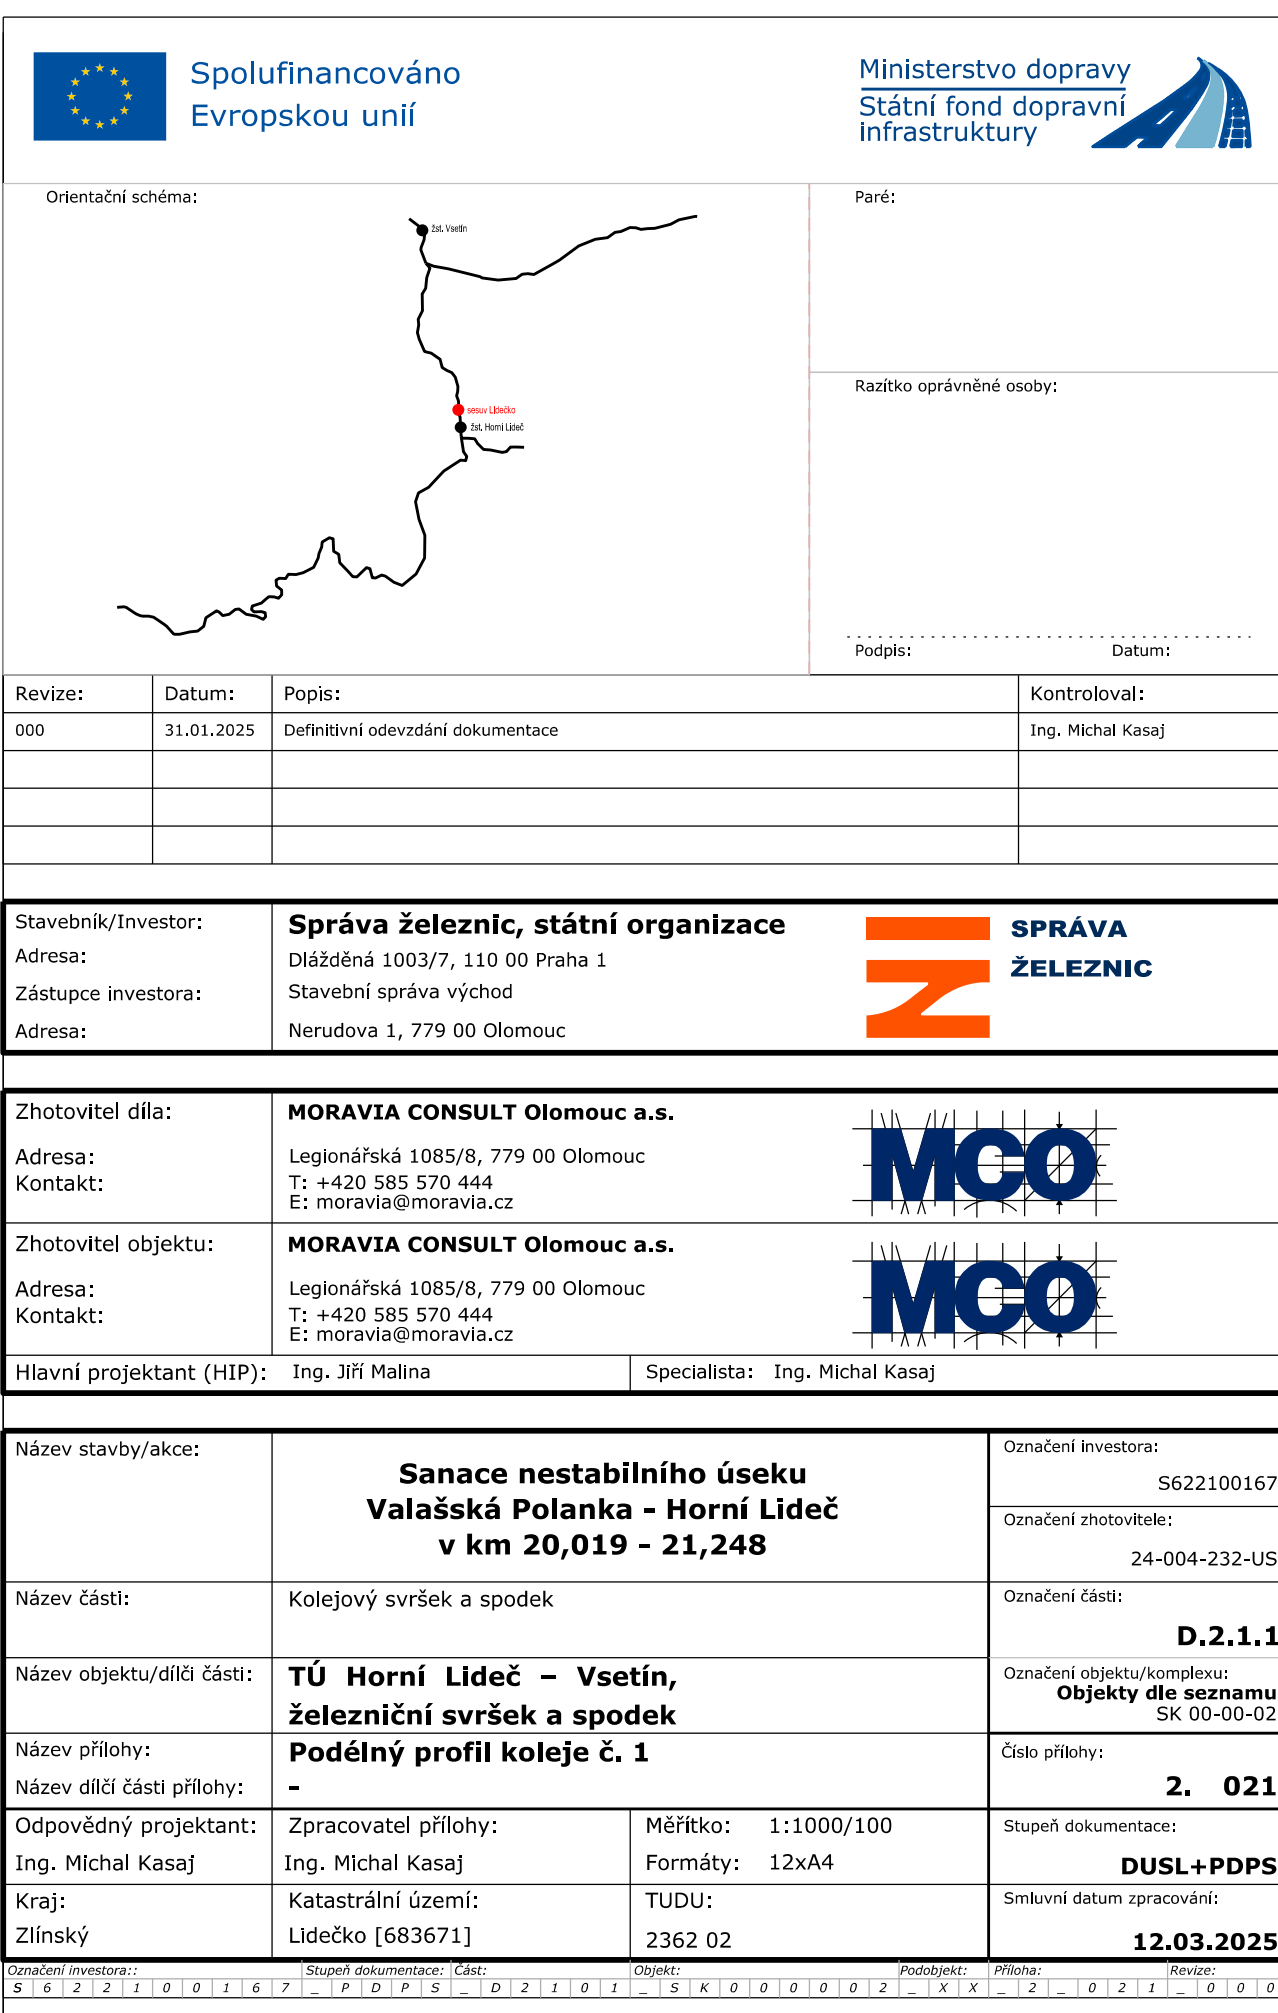 Spolufinancováno
Evropskou unií
Ministerstvo dopravy
Státní fond dopravní
infrastruktury
Orientační schéma:
žst. Vsetín
sesuv Lidečko
žst. Horní Lideč
Paré:
Razítko oprávněné osoby:
Podpis: Datum:
Revize: Datum: Popis: Kontroloval:
000 31.01.2025 Definitivní odevzdání dokumentace Ing. Michal Kasaj
Stavebník/Investor: Správa železnic, státní organizace
Adresa: Dlážděná 1003/7, 110 00 Praha 1
Zástupce investora: Stavební správa východ
Adresa: Nerudova 1, 779 00 Olomouc
SPRÁVA
ŽELEZNIC
Zhotovitel díla: MORAVIA CONSULT Olomouc a.s.
Adresa: Legionářská 1085/8, 779 00 Olomouc
Kontakt: T: +420 585 570 444
E: moravia@moravia.cz
MCO
Zhotovitel objektu: MORAVIA CONSULT Olomouc a.s.
Adresa: Legionářská 1085/8, 779 00 Olomouc
Kontakt: T: +420 585 570 444
E: moravia@moravia.cz
MCO
Hlavní projektant (HIP): Ing. Jiří Malina Specialista: Ing. Michal Kasaj
Název stavby/akce:
Sanace nestabilního úseku
Valašská Polanka - Horní Lideč
v km 20,019 - 21,248
Označení investora:
S622100167
Označení zhotovitele:
24-004-232-US
Název části: Kolejový svršek a spodek
Označení části:
D.2.1.1
Název objektu/dílči části: TÚ Horní Lideč – Vsetín,
železniční svršek a spodek
Označení objektu/komplexu:
Objekty dle seznamu
SK 00-00-02
Název přílohy: Podélný profil koleje č. 1
Název dílčí části přílohy: -
Číslo přílohy:
2. 021
Odpovědný projektant: Zpracovatel přílohy: Měřítko: 1:1000/100
Ing. Michal Kasaj Ing. Michal Kasaj Formáty: 12xA4
Stupeň dokumentace:
DUSL+PDPS
Kraj: Katastrální území: TUDU:
Zlínský Lidečko [683671] 2362 02
Smluvní datum zpracování:
12.03.2025
Označení investora:: Stupeň dokumentace: Část: Objekt: Podobjekt: Příloha: Revize:
S 6 2 2 1 0 0 1 6 7 _ P D P S _ D 2 1 0 1 _ S K 0 0 0 0 0 2 _ X X _ 2 _ 0 2 1 _ 0 0 0